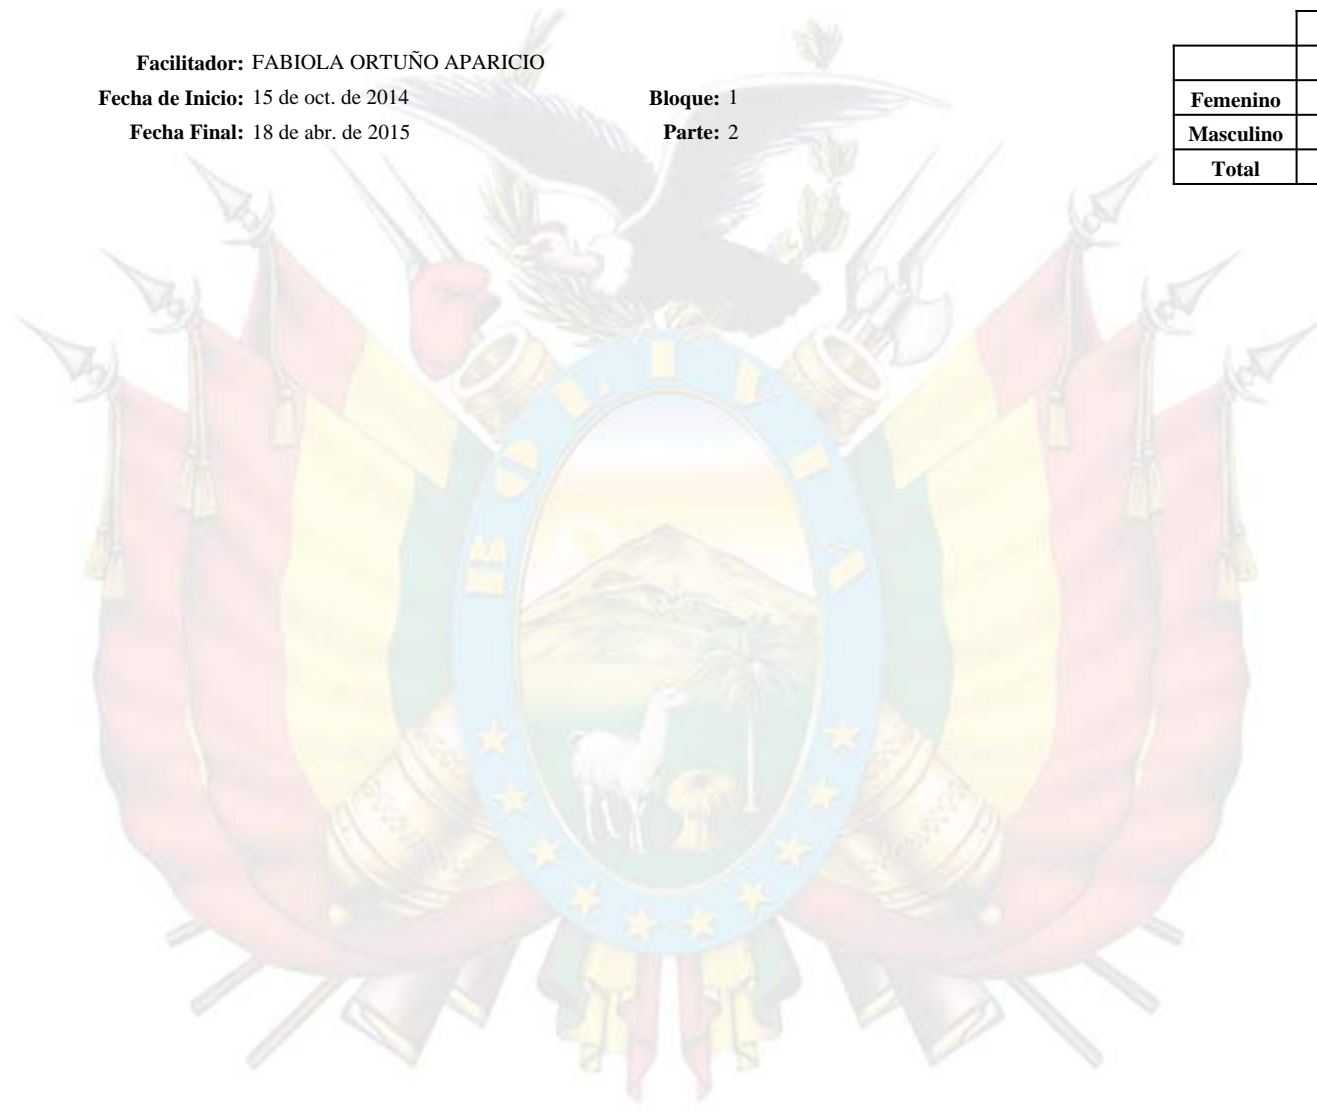 Facilitador: FABIOLA ORTUÑO APARICIO
Fecha de Inicio: 15 de oct. de 2014 Bloque: 1
Fecha Final: 18 de abr. de 2015 Parte: 2
Femenino
Masculino
Total
BOLIVIA